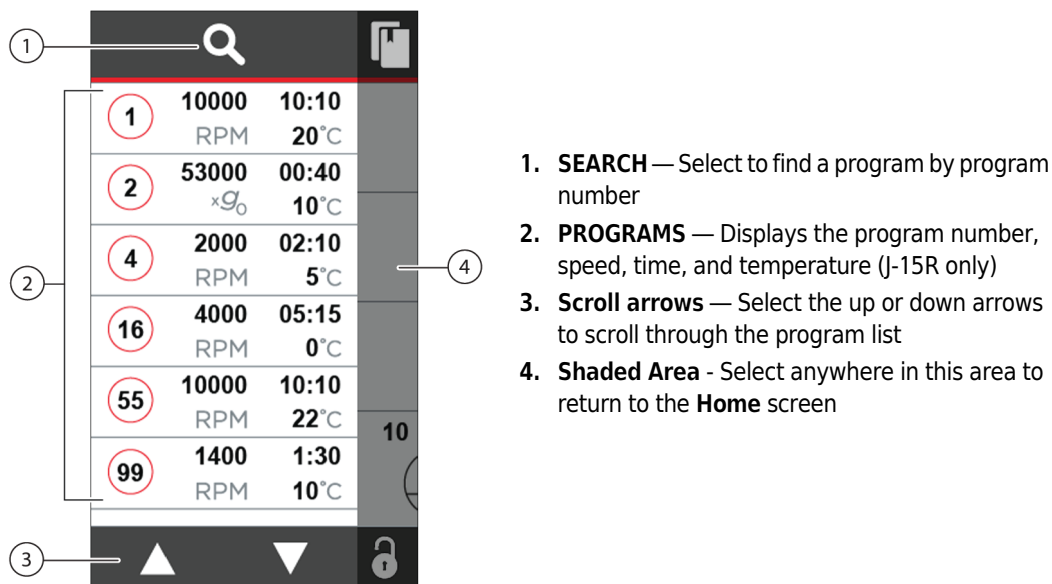 1
1
10000 10:10
RPM 20°C
2
53000 00:40
×g0 10°C
4
2000 02:10
RPM 5°C
16
4000 05:15
RPM 0°C
55
10000 10:10
RPM 22°C
99
1400 1:30
RPM 10°C
10
2
3
4
1. SEARCH — Select to find a program by program
number
2. PROGRAMS — Displays the program number,
speed, time, and temperature (J-15R only)
3. Scroll arrows — Select the up or down arrows
to scroll through the program list
4. Shaded Area - Select anywhere in this area to
return to the Home screen